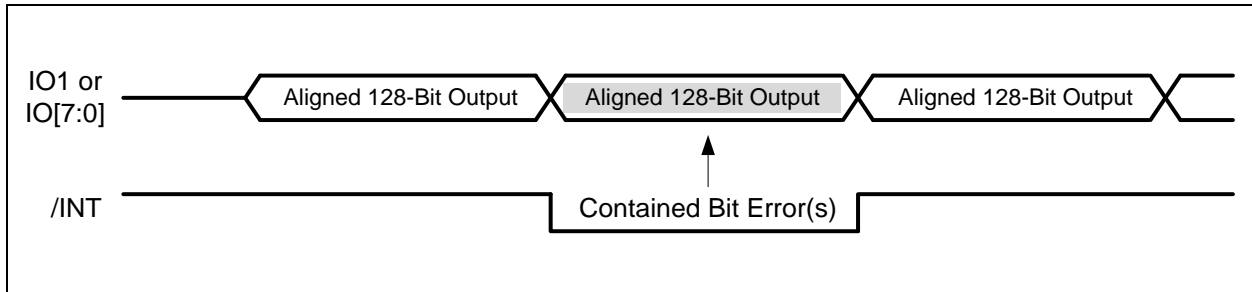 IO1 or
IO[7:0]
Aligned 128-Bit Output
Aligned 128-Bit Output
Aligned 128-Bit Output
/INT
Contained Bit Error(s)